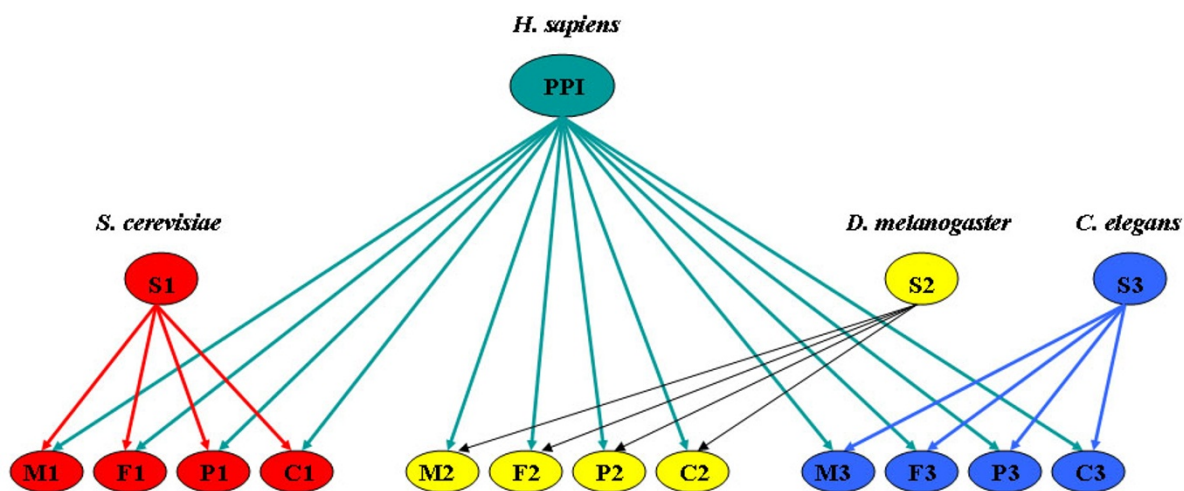 H. sapiens
PPI
S. cerevisiae D. melanogaster C. elegans
S1 S2 S3
M1 F1 P1 C1 M2 F2 P2 C2 M3 F3 P3 C3